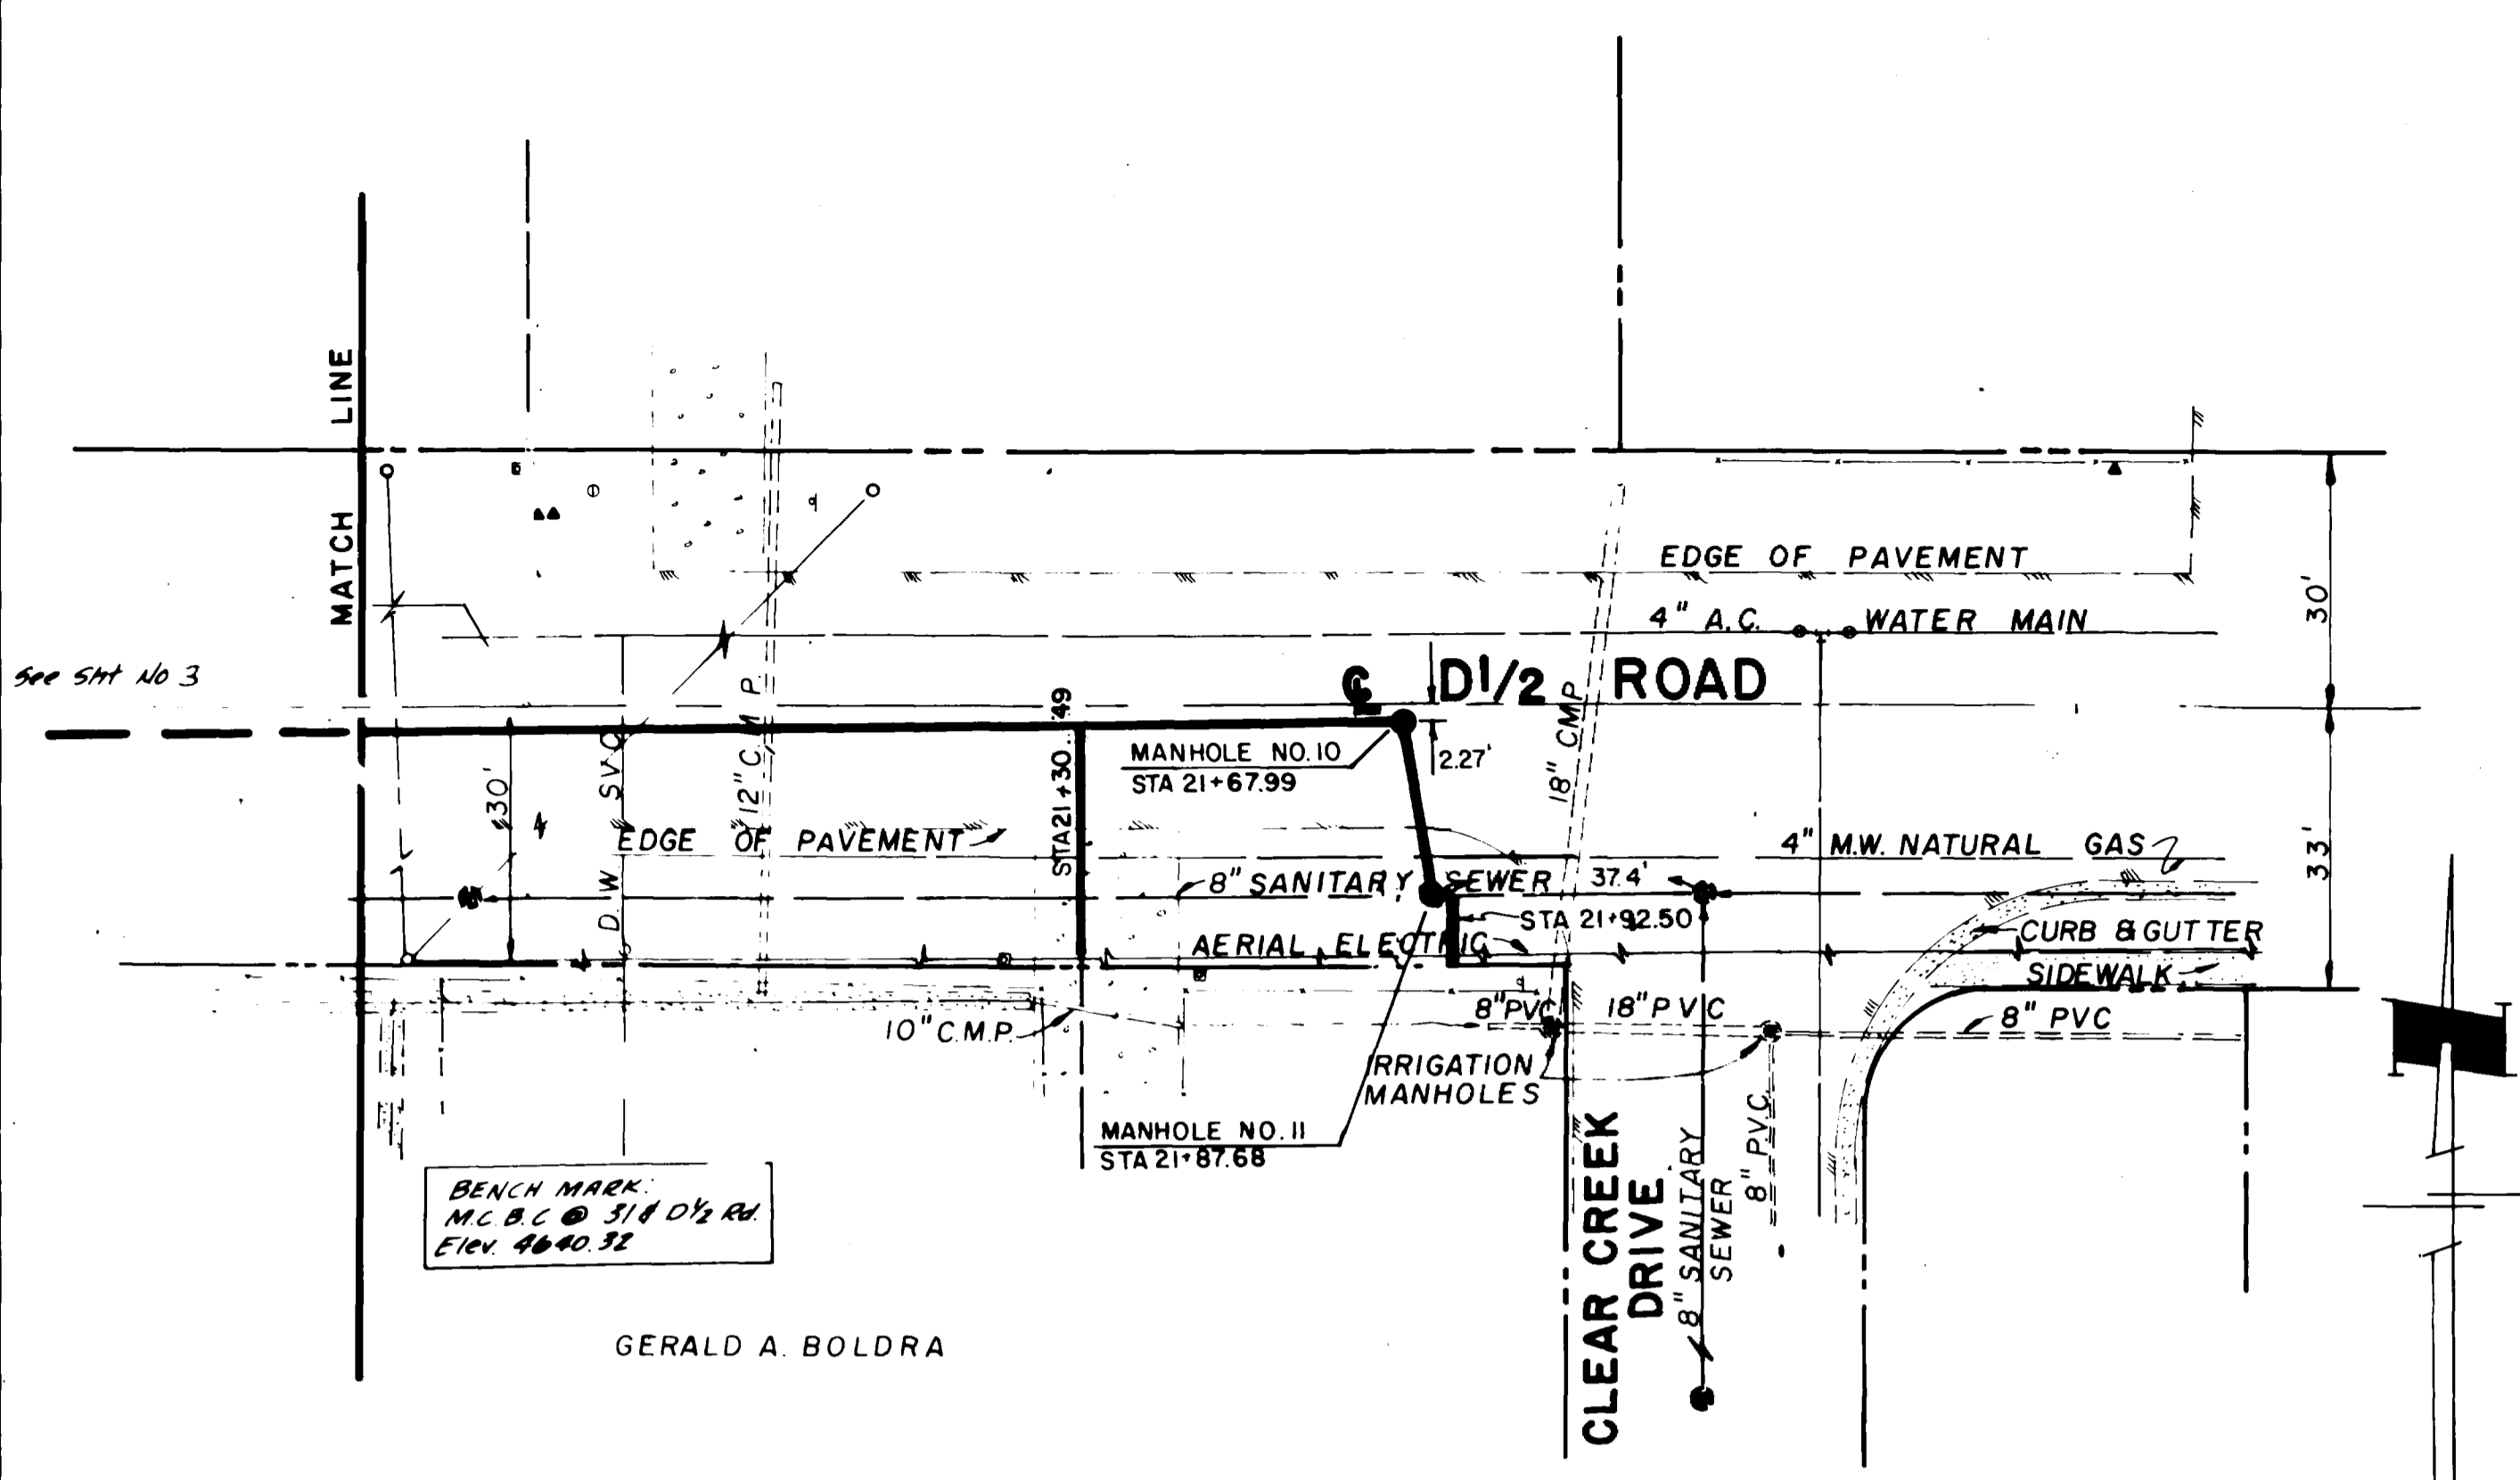 MATCH LINE
See Sht No 3
EDGE OF PAVEMENT
4" A.C. WATER MAIN
30'
℄ D1/2 ROAD
STA 21+30.49
MANHOLE NO. 10
STA 21+67.99
2.27'
18" CMP
12" C.M.P.
D W SVC
30'
EDGE OF PAVEMENT
4" M.W. NATURAL GAS
33'
8" SANITARY SEWER
37.4'
STA 21+92.50
AERIAL ELECTRIC
CURB & GUTTER
SIDEWALK
10" C.M.P.
8" PVC
18" PVC
8" PVC
IRRIGATION
MANHOLES
MANHOLE NO. 11
STA 21+87.68
BENCH MARK:
M.C.B.C @ D½ Rd.
Elev. 4640.32
GERALD A. BOLDRA
CLEAR CREEK
DRIVE
8" SANITARY
SEWER
8" P.V.C.